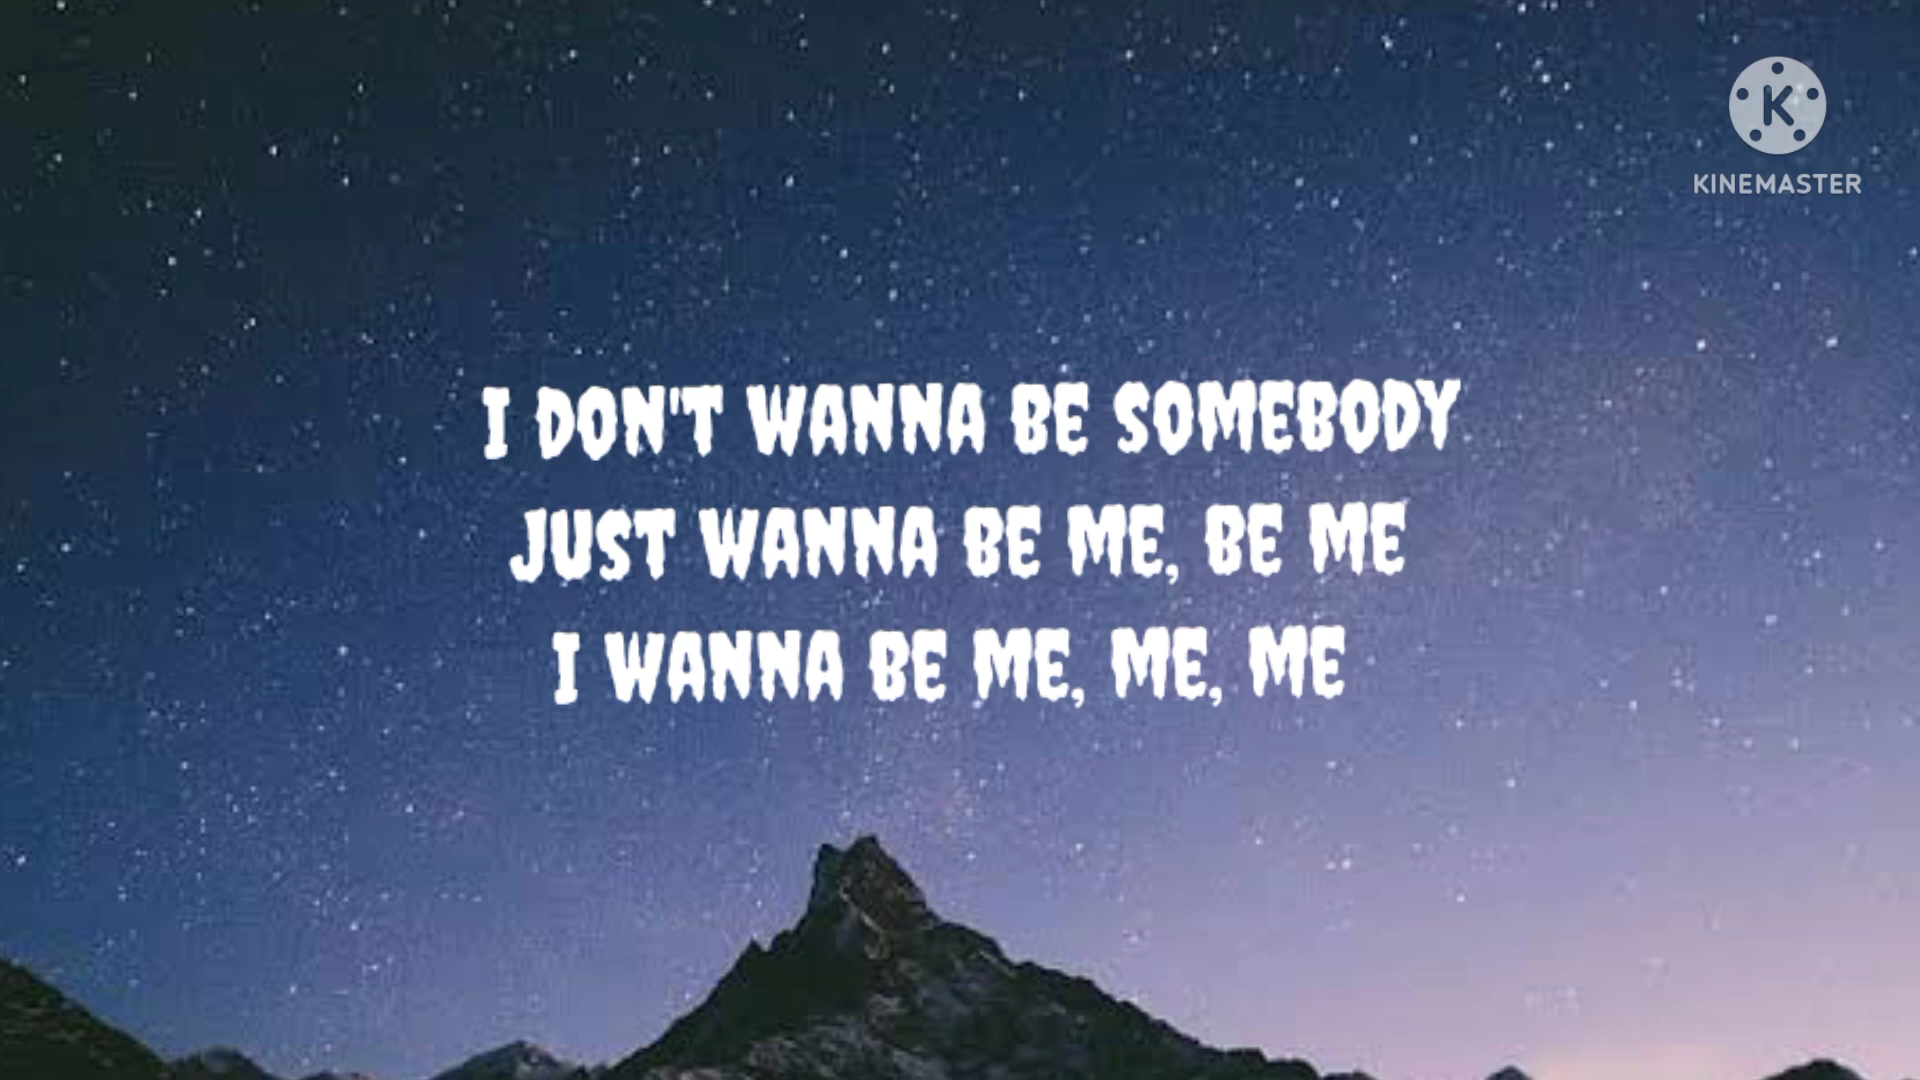 K
KINEMASTER
I DON'T WANNA BE SOMEBODY
JUST WANNA BE ME, BE ME
I WANNA BE ME, ME, ME